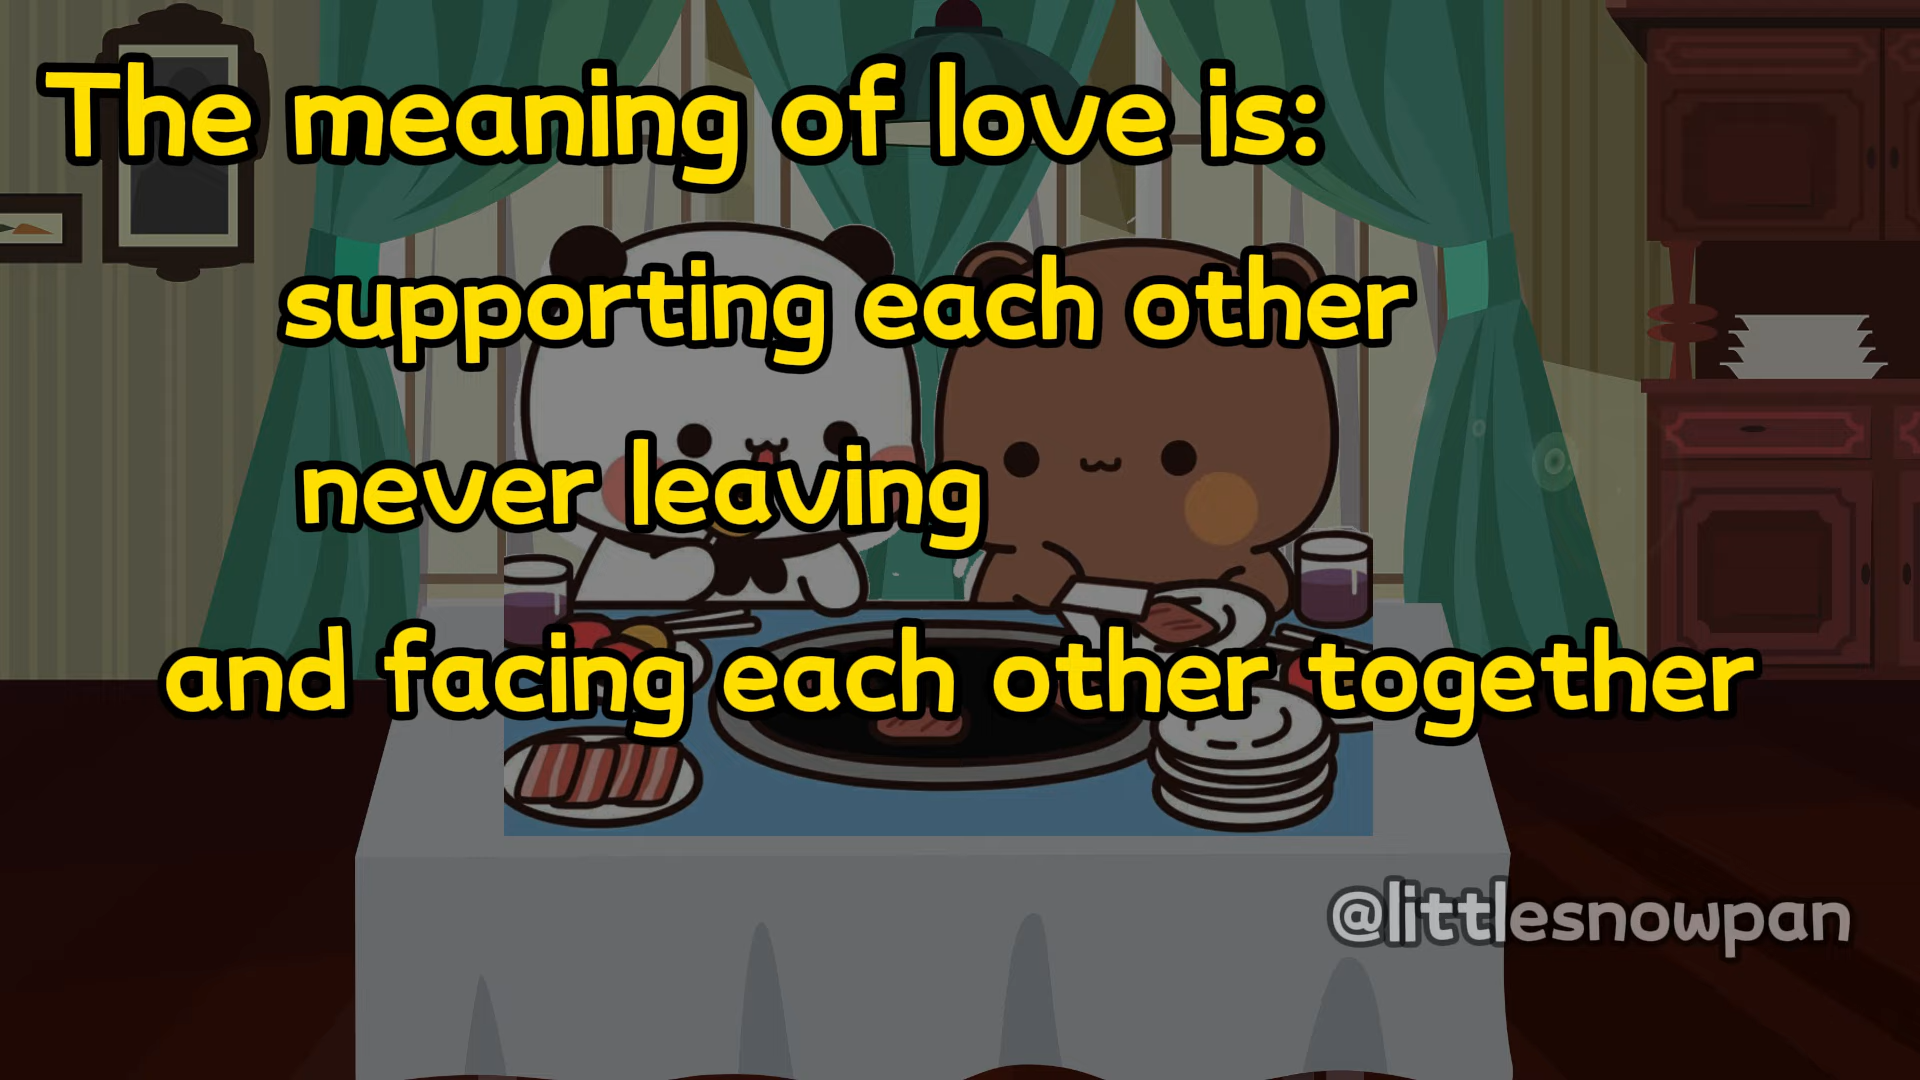 The meaning of love is:
supporting each other
never leaving
and facing each other together
@littlesnowpan